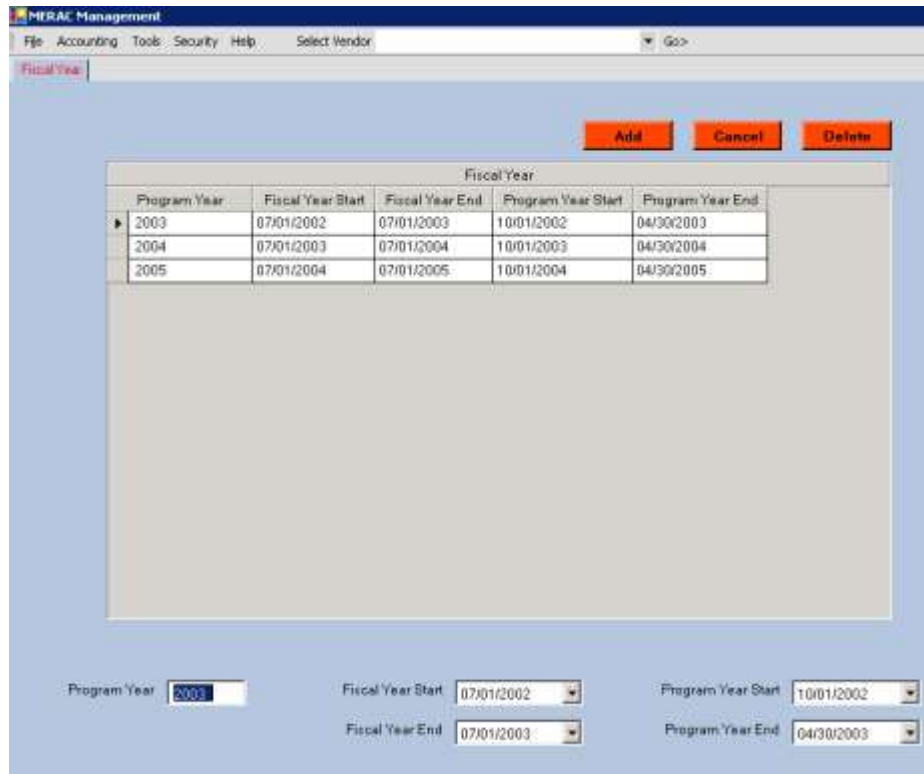 MERAC Management
File Accounting Tools Security Help Select Vendor Go>
Fiscal Year
Add Cancel Delete
Fiscal Year
Program Year Fiscal Year Start Fiscal Year End Program Year Start Program Year End
2003 07/01/2002 07/01/2003 10/01/2002 04/30/2003
2004 07/01/2003 07/01/2004 10/01/2003 04/30/2004
2005 07/01/2004 07/01/2005 10/01/2004 04/30/2005
Program Year 2003 Fiscal Year Start 07/01/2002 Program Year Start 10/01/2002
Fiscal Year End 07/01/2003 Program Year End 04/30/2003